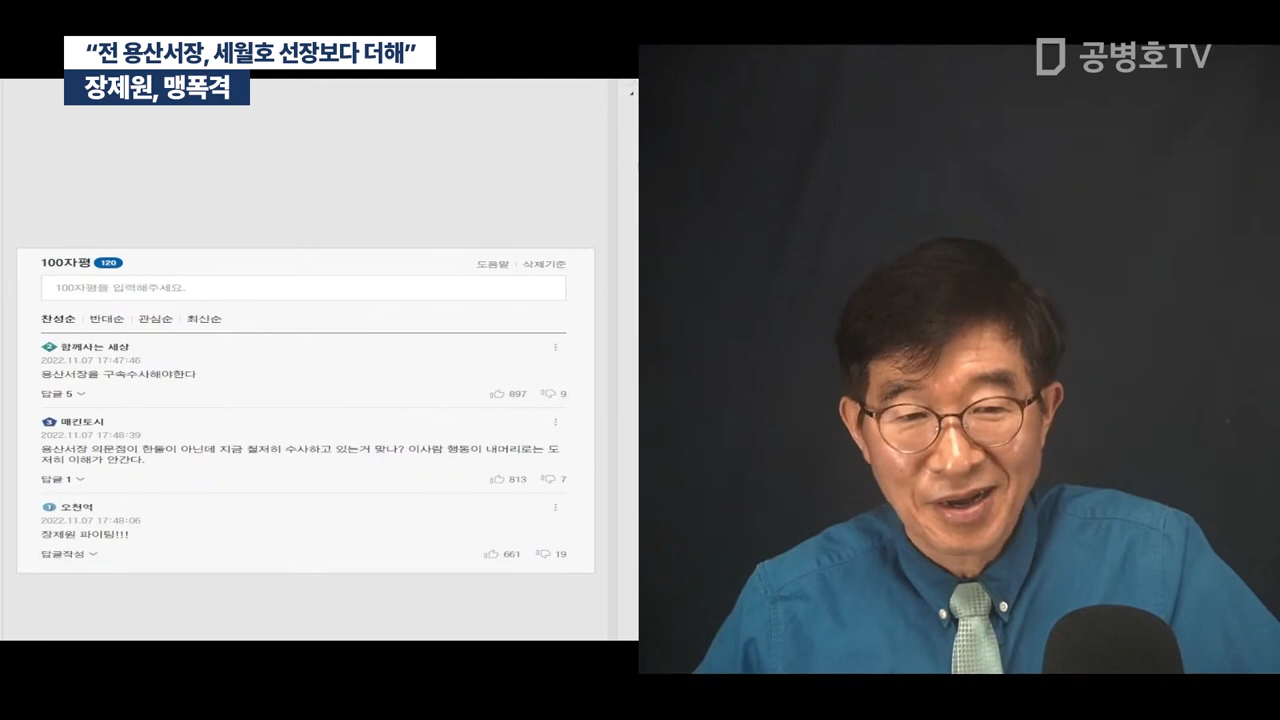 “전 용산서장, 세월호 선장보다 더해”
장제원, 맹폭격
공병호TV
100자평 120
도움말 삭제기준
100자평을 입력해주세요.
찬성순 반대순 관심순 최신순
2 함께사는 세상
2022.11.07 17:47:46
용산서장을 구속수사해야한다
답글 5
897 9
3 매킨토시
2022.11.07 17:48:39
용산서장 의문점이 한둘이 아닌데 지금 철저히 수사하고 있는거 맞나? 이사람 행동이 내머리로는 도
저히 이해가 안간다.
답글 1
813 7
1 오천억
2022.11.07 17:48:06
장제원 파이팅!!!
답글작성
661 19